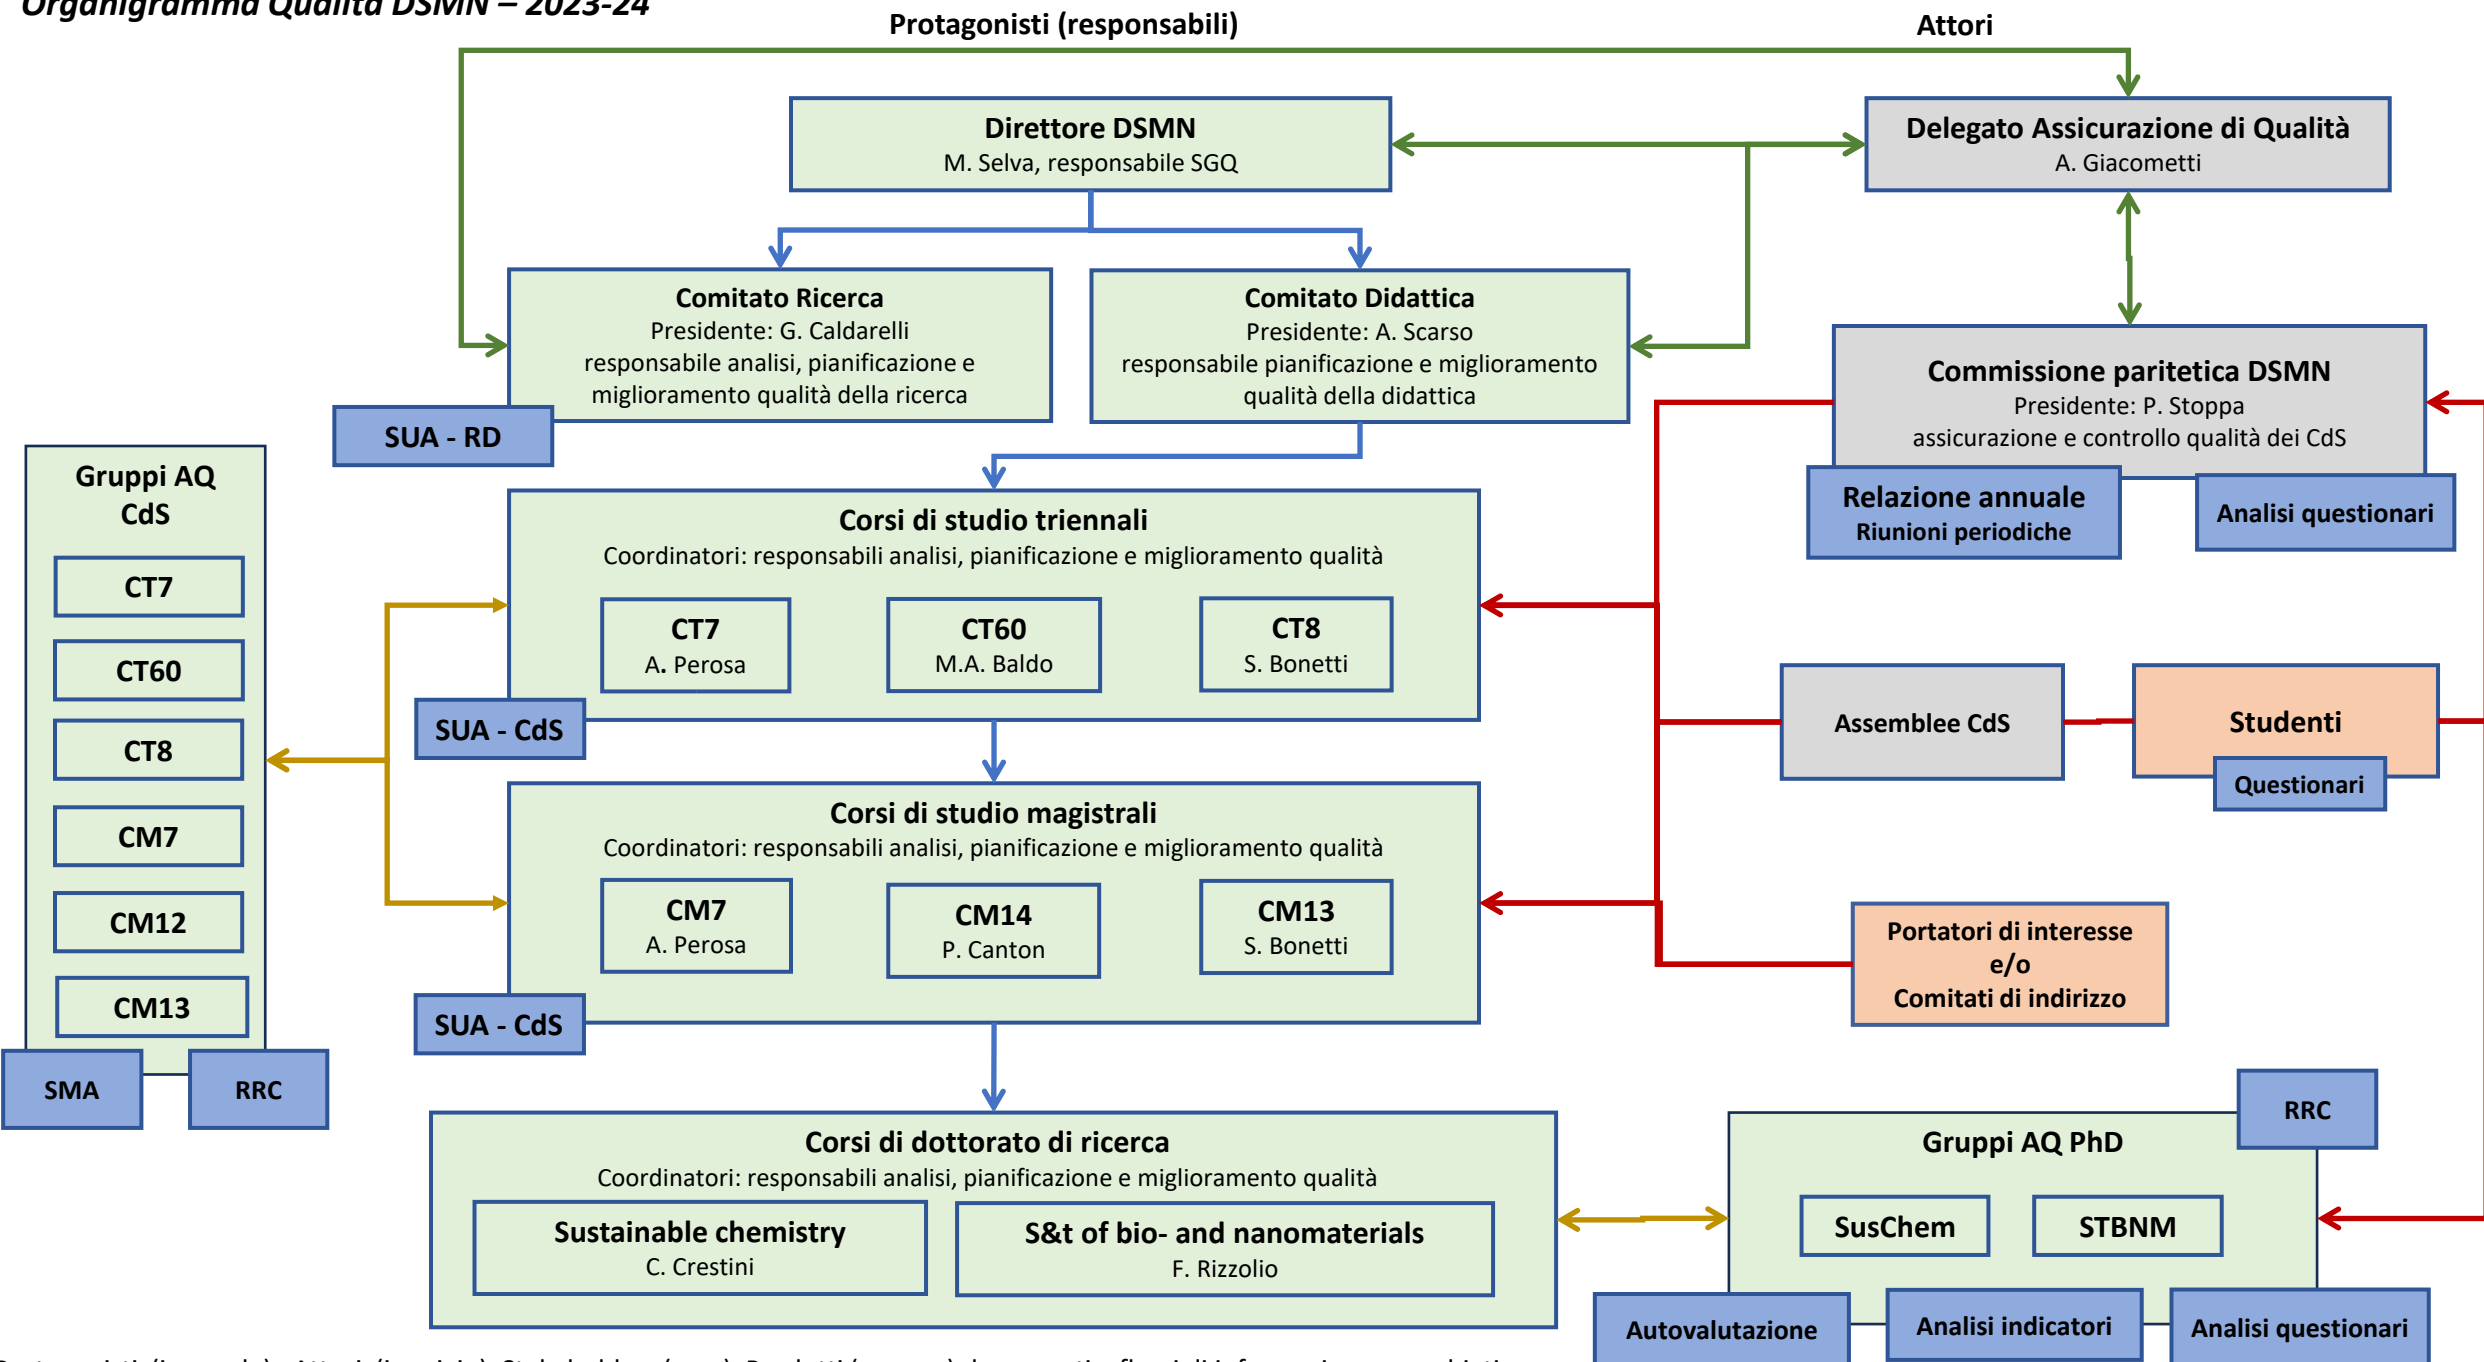 Organigramma Qualità DSMN – 2023-24
Protagonisti (responsabili)
Attori
Direttore DSMN
M. Selva, responsabile SGQ
Delegato Assicurazione di Qualità
A. Giacometti
Comitato Ricerca
Presidente: G. Caldarelli
responsabile analisi, pianificazione e
miglioramento qualità della ricerca
SUA - RD
Comitato Didattica
Presidente: A. Scarso
responsabile pianificazione e miglioramento
qualità della didattica
Commissione paritetica DSMN
Presidente: P. Stoppa
assicurazione e controllo qualità dei CdS
Relazione annuale
Riunioni periodiche
Analisi questionari
Gruppi AQ
CdS
CT7
CT60
CT8
CM7
CM12
CM13
SMA
RRC
Corsi di studio triennali
Coordinatori: responsabili analisi, pianificazione e miglioramento qualità
CT7
A. Perosa
CT60
M.A. Baldo
CT8
S. Bonetti
SUA - CdS
Assemblee CdS
Studenti
Questionari
Corsi di studio magistrali
Coordinatori: responsabili analisi, pianificazione e miglioramento qualità
CM7
A. Perosa
CM14
P. Canton
CM13
S. Bonetti
SUA - CdS
Portatori di interesse
e/o
Comitati di indirizzo
Corsi di dottorato di ricerca
Coordinatori: responsabili analisi, pianificazione e miglioramento qualità
Sustainable chemistry
C. Crestini
S&t of bio- and nanomaterials
F. Rizzolio
RRC
Gruppi AQ PhD
SusChem
STBNM
Autovalutazione
Analisi indicatori
Analisi questionari